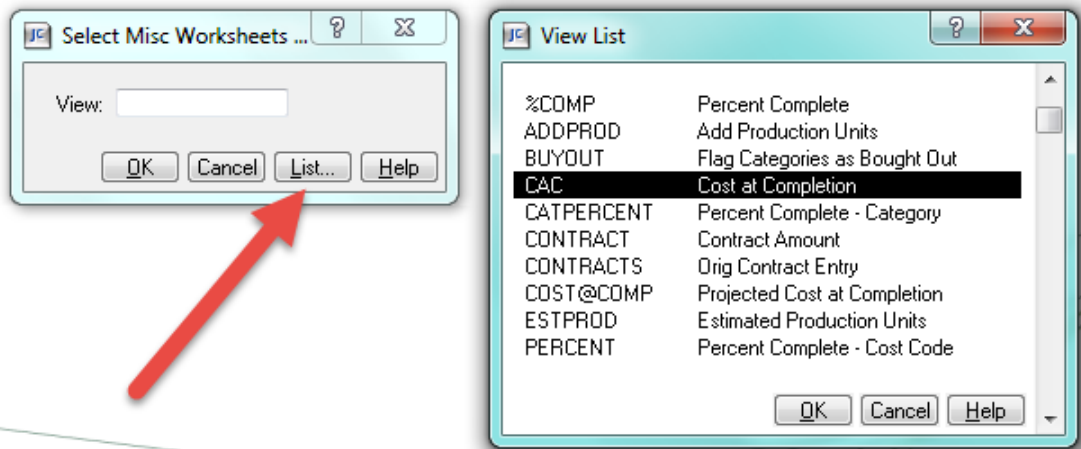 JC Select Misc Worksheets ... ?
View:
OK Cancel List... Help
JC View List ?
%COMP Percent Complete
ADDPROD Add Production Units
BUYOUT Flag Categories as Bought Out
CAC Cost at Completion
CATPERCENT Percent Complete - Category
CONTRACT Contract Amount
CONTRACTS Orig Contract Entry
COST@COMP Projected Cost at Completion
ESTPROD Estimated Production Units
PERCENT Percent Complete - Cost Code
OK Cancel Help